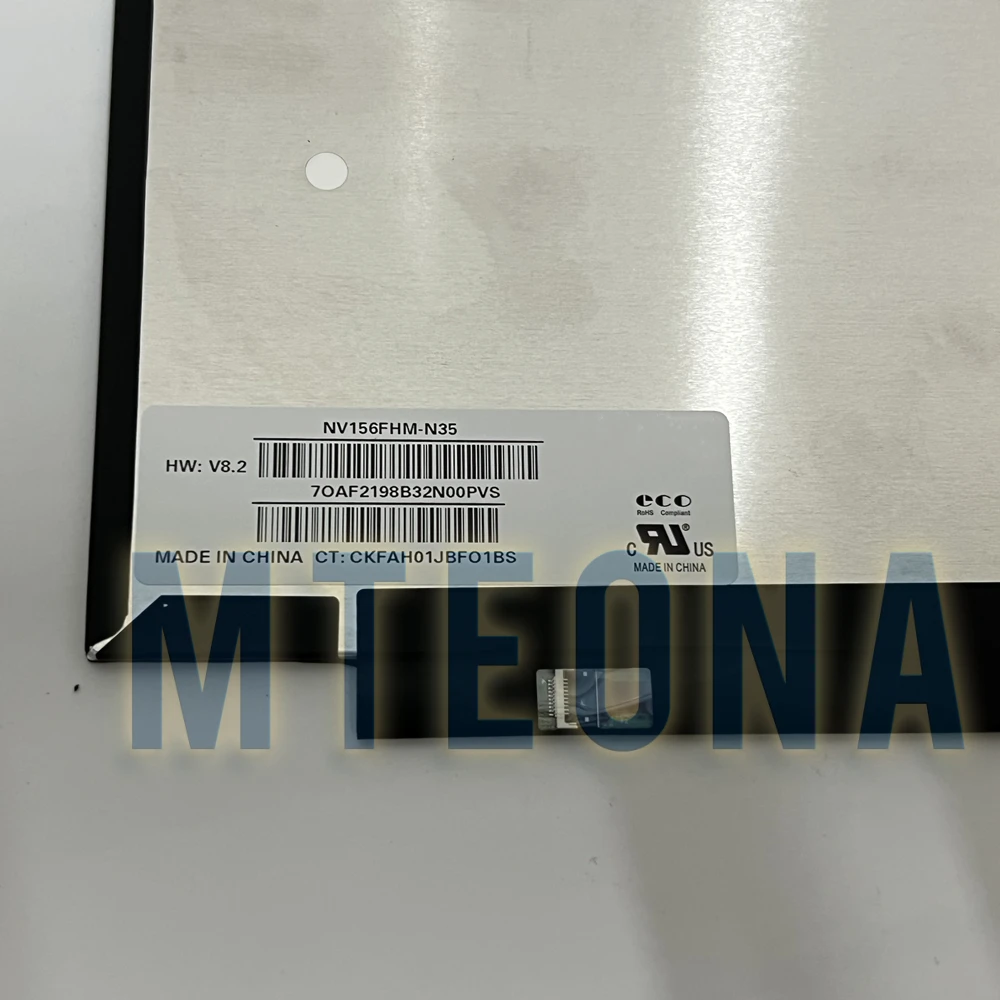 NV156FHM-N35
HW: V8.2
7OAF2198B32N00PVS
MADE IN CHINA CT: CKFAH01JBFO1BS
eco
RoHS Compliant
C RU® US
MADE IN CHINA
MTEONA